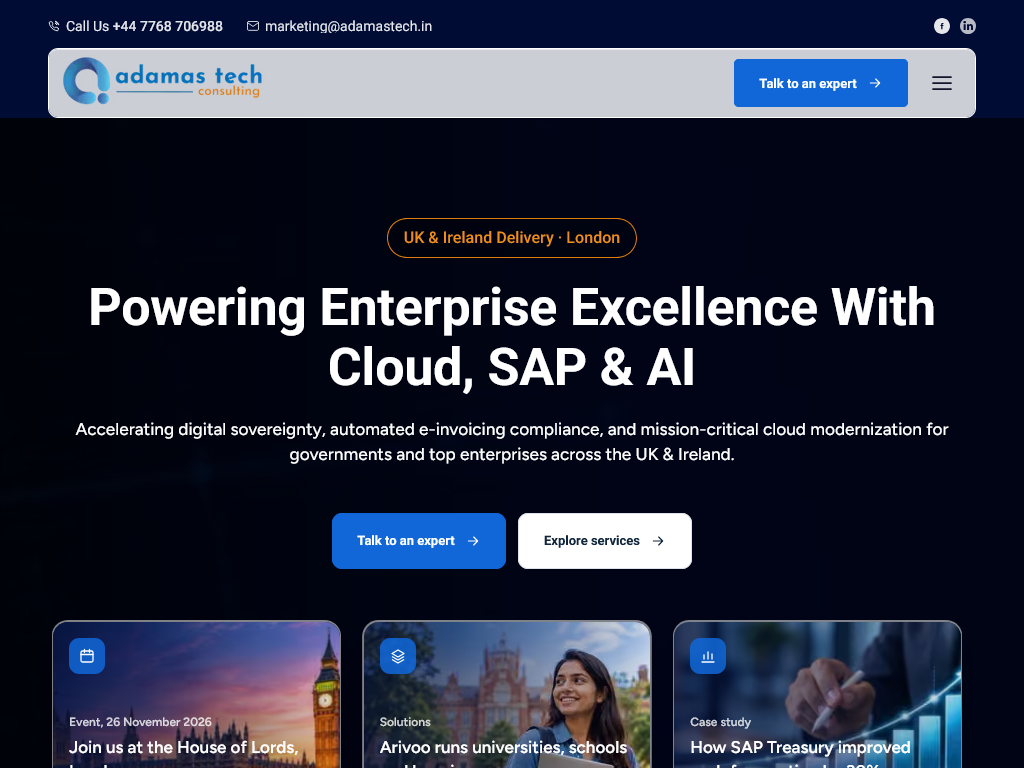 Call Us +44 7768 706988
marketing@adamastech.in
adamas tech
consulting
Talk to an expert
UK & Ireland Delivery · London
Powering Enterprise Excellence With
Cloud, SAP & AI
Accelerating digital sovereignty, automated e-invoicing compliance, and mission-critical cloud modernization for
governments and top enterprises across the UK & Ireland.
Talk to an expert
Explore services
Event, 26 November 2026
Join us at the House of Lords,
Solutions
Arivoo runs universities, schools
Case study
How SAP Treasury improved